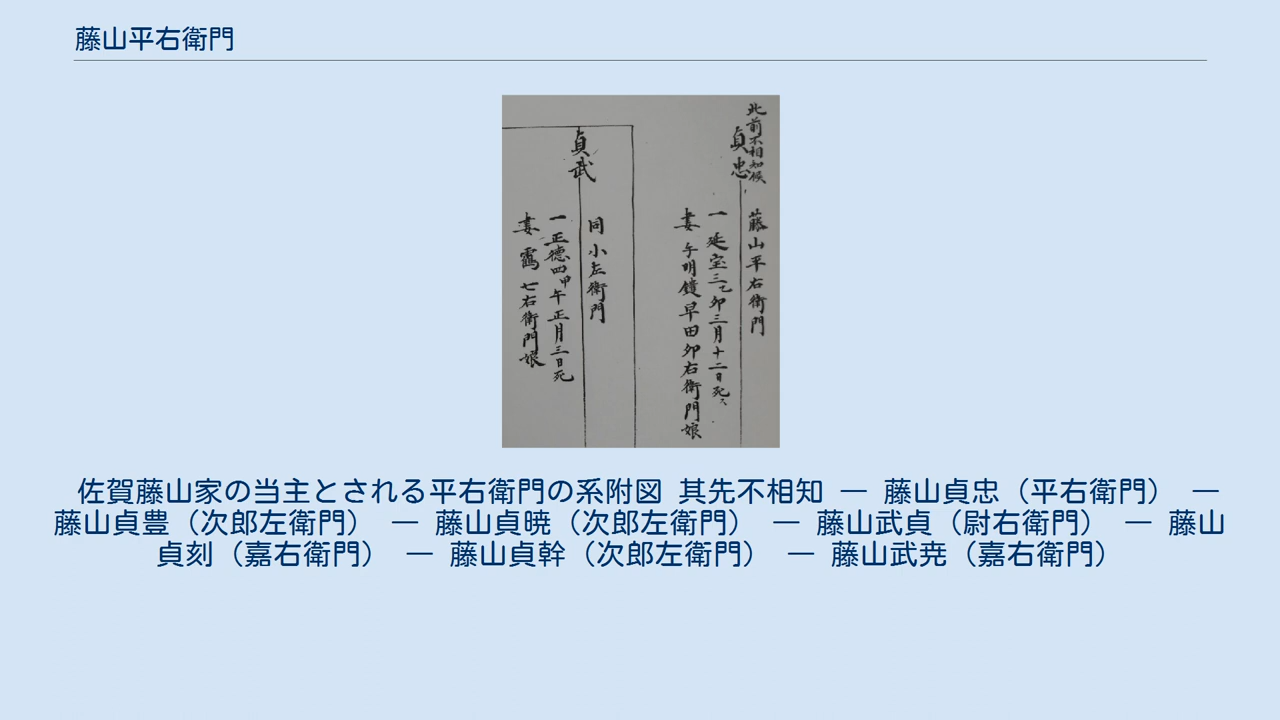 藤山平右衛門
此前不相知候
貞忠
藤山平右衛門
一 延宝三乙卯三月十二日死
妻 与明鏡早田卯右衛門娘
貞武
同小左衛門
一 正徳四甲午正月三日死
妻 七右衛門娘
佐賀藤山家の当主とされる平右衛門の系附図 其先不相知 ― 藤山貞忠(平右衛門) ―
藤山貞豊(次郎左衛門) ― 藤山貞暁(次郎左衛門) ― 藤山武貞(尉右衛門) ― 藤山
貞刻(嘉右衛門) ― 藤山貞幹(次郎左衛門) ― 藤山武尭(嘉右衛門)